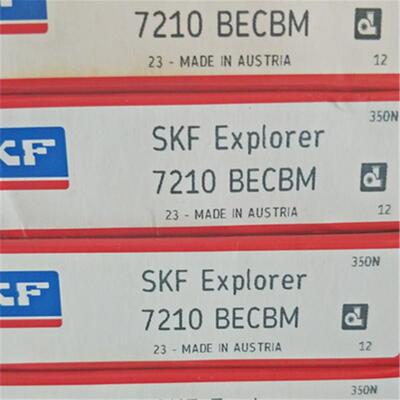 SKF
7210 BECBM
23 - MADE IN AUSTRIA
12
350N
SKF
SKF Explorer
7210 BECBM
23 - MADE IN AUSTRIA
12
350N
SKF
SKF Explorer
7210 BECBM
23 - MADE IN AUSTRIA
12
350N